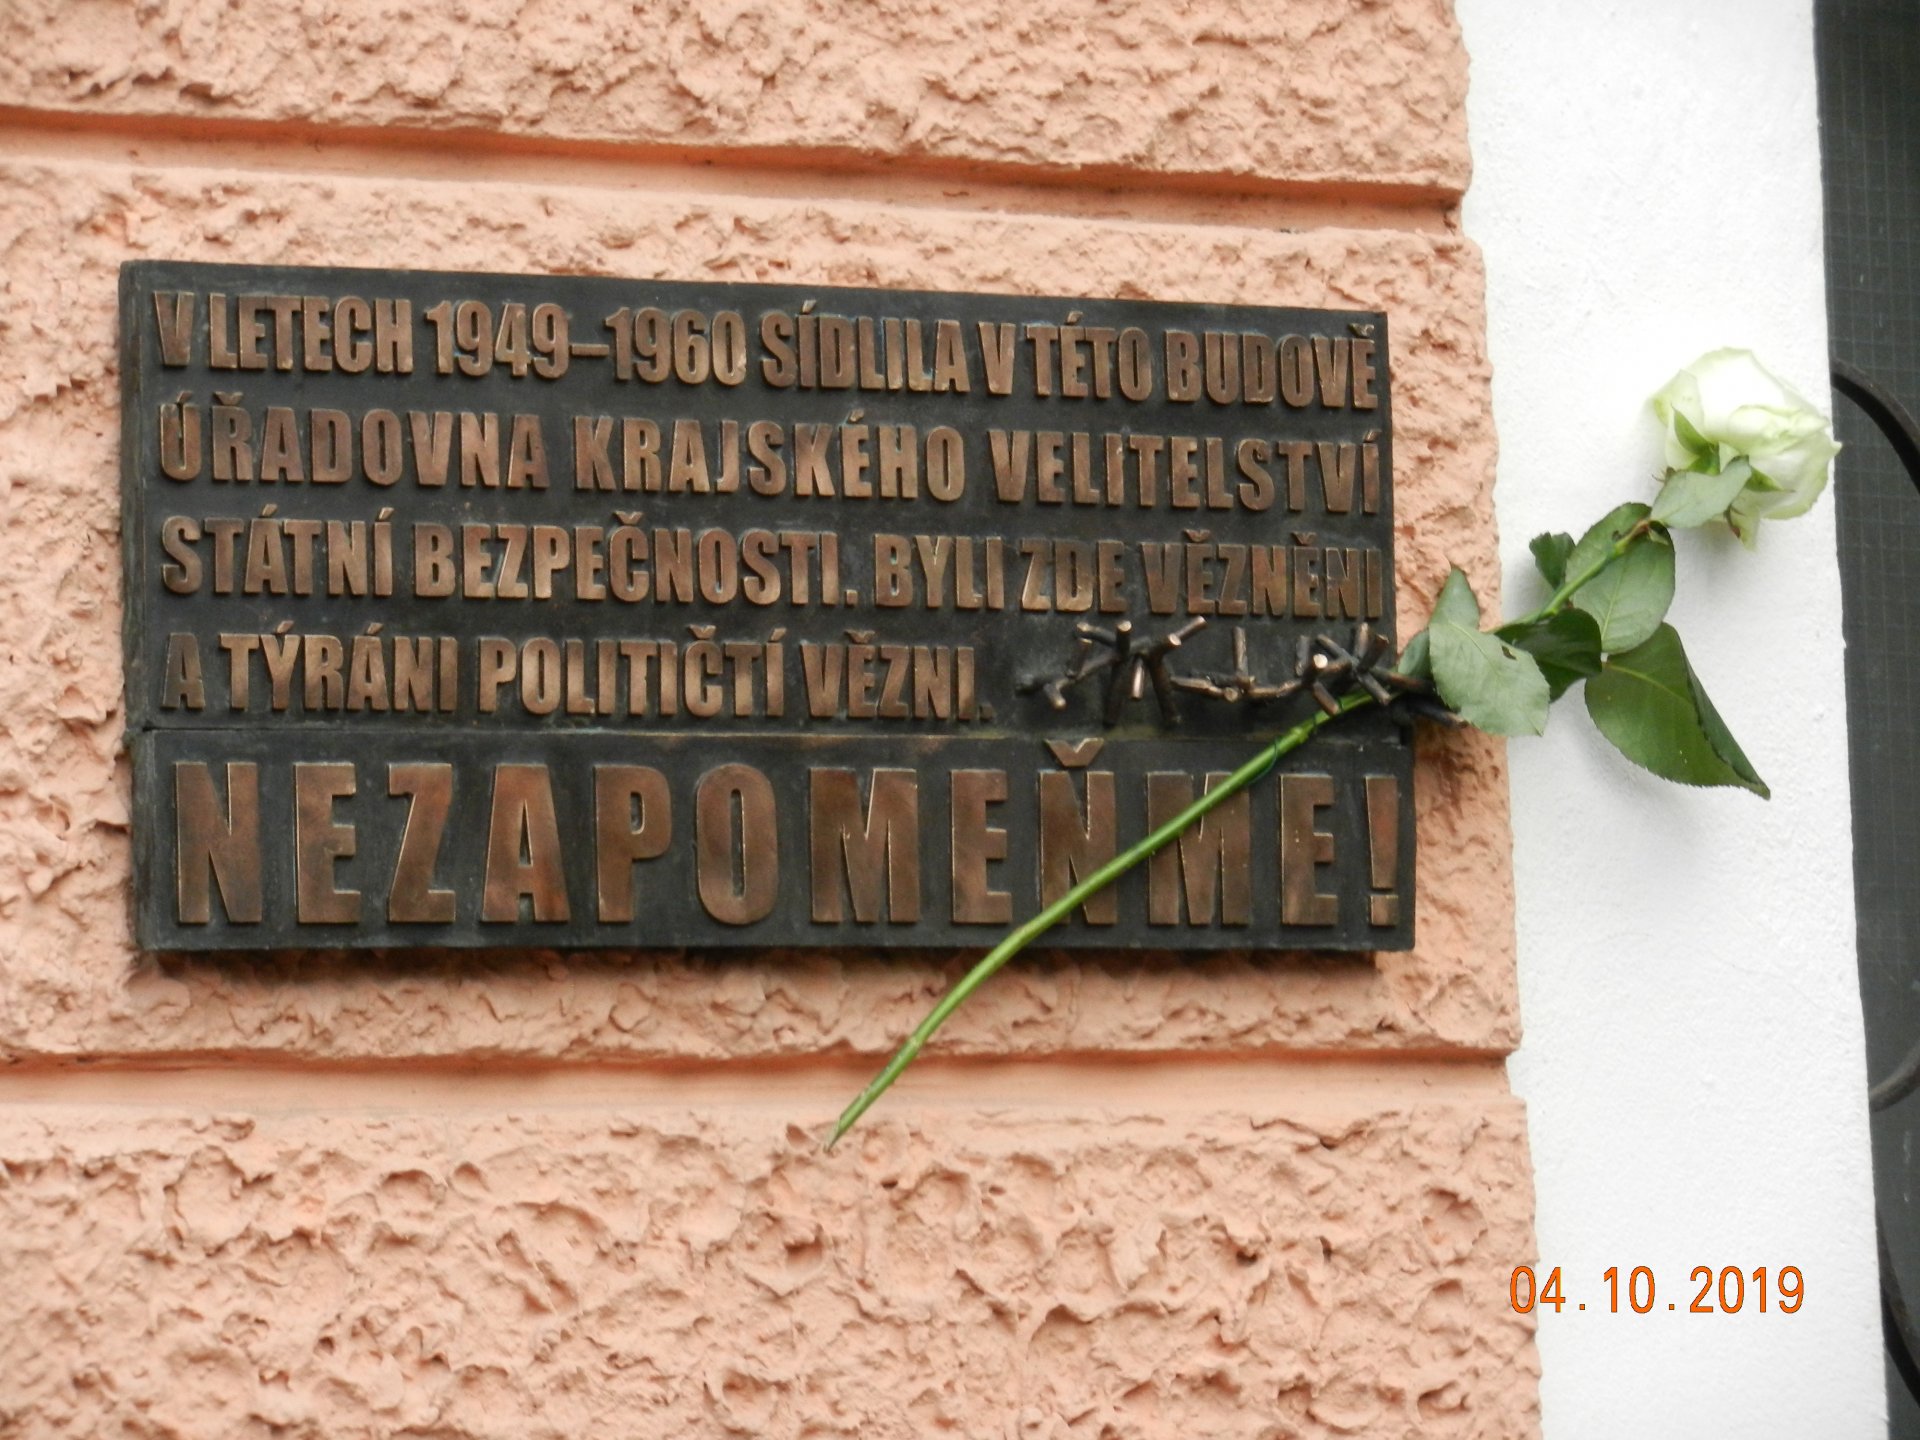 V LETECH 1949–1960 SÍDLILA V TÉTO BUDOVĚ
ÚŘADOVNA KRAJSKÉHO VELITELSTVÍ
STÁTNÍ BEZPEČNOSTI. BYLI ZDE VĚZNĚNI
A TÝRÁNI POLITIČTÍ VĚZNI.
NEZAPOMEŇME!
04.10.2019